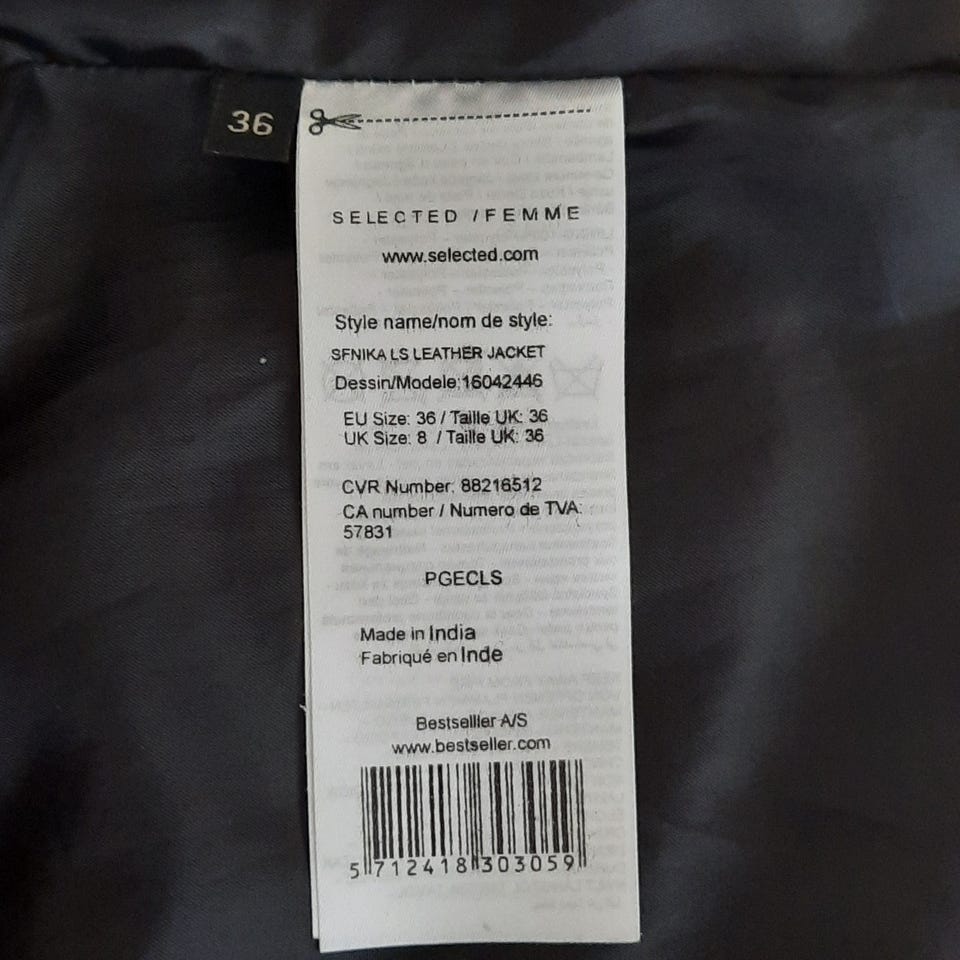 36
SELECTED /FEMME
www.selected.com
Style name/nom de style:
SFNIKA LS LEATHER JACKET
Dessin/Modele:16042446
EU Size: 36 / Taille UK: 36
UK Size: 8 / Taille UK: 36
CVR Number: 88216512
CA number / Numero de TVA:
57831
PGECLS
Made in India
Fabriqué en Inde
Bestselller A/S
www.bestseller.com
5 712418 303059